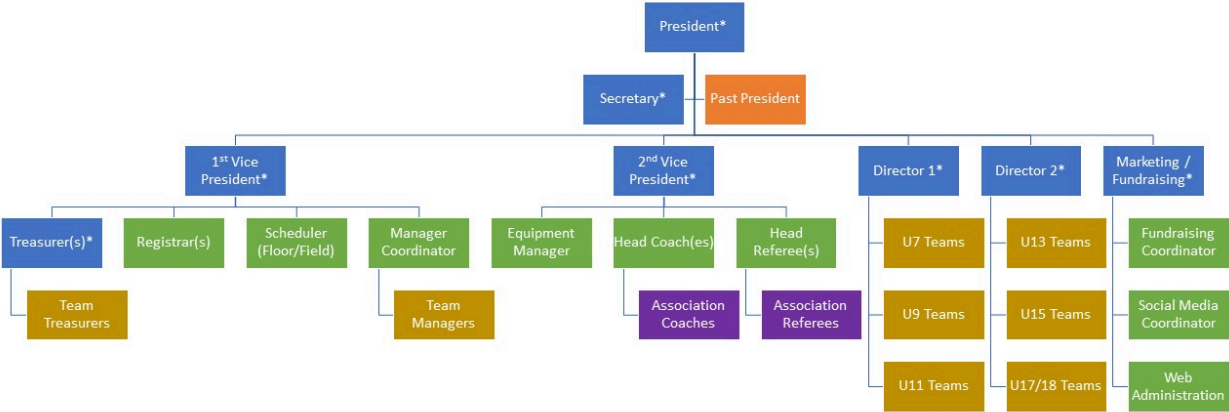 President*
Secretary*
Past President
1st Vice
President*
2nd Vice
President*
Director 1*
Director 2*
Marketing /
Fundraising*
Treasurer(s)*
Registrar(s)
Scheduler
(Floor/Field)
Manager
Coordinator
Equipment
Manager
Head Coach(es)
Head
Referee(s)
U7 Teams
U13 Teams
Fundraising
Coordinator
Team
Treasurers
Team
Managers
Association
Coaches
Association
Referees
U9 Teams
U15 Teams
Social Media
Coordinator
U11 Teams
U17/18 Teams
Web
Administration